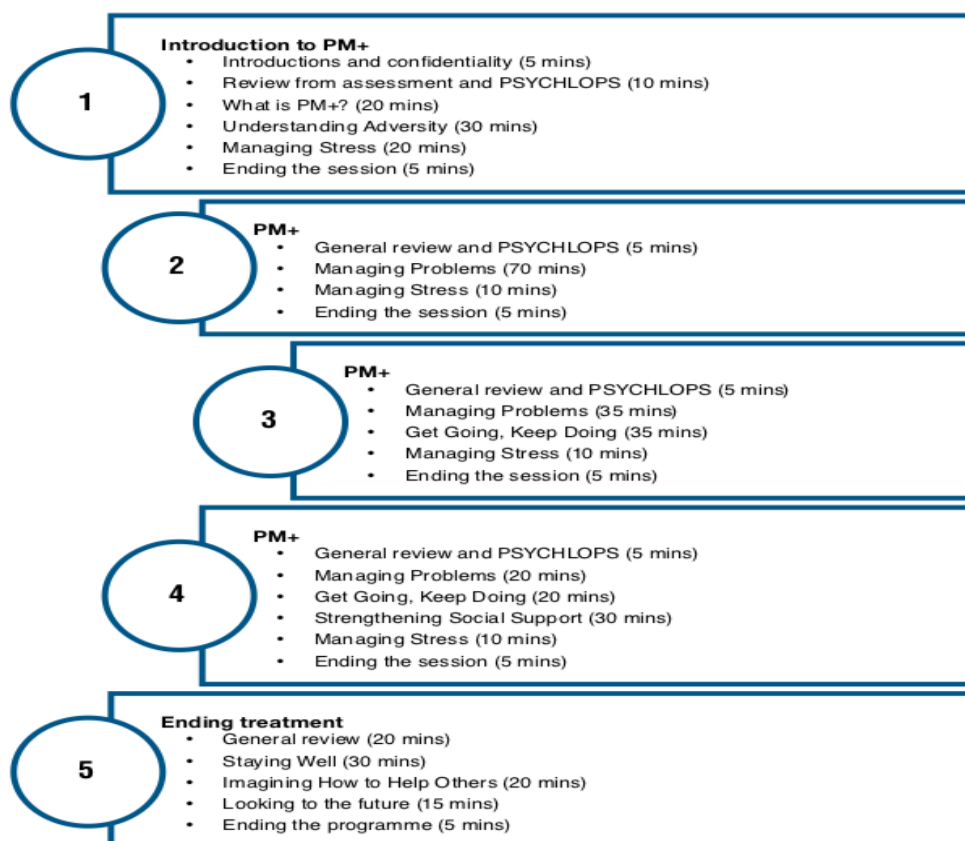 1
Introduction to PM+
• Introductions and confidentiality (5 mins)
• Review from assessment and PSYCHLOPS (10 mins)
• What is PM+? (20 mins)
• Understanding Adversity (30 mins)
• Managing Stress (20 mins)
• Ending the session (5 mins)
2
PM+
• General review and PSYCHLOPS (5 mins)
• Managing Problems (70 mins)
• Managing Stress (10 mins)
• Ending the session (5 mins)
3
PM+
• General review and PSYCHLOPS (5 mins)
• Managing Problems (35 mins)
• Get Going, Keep Doing (35 mins)
• Managing Stress (10 mins)
• Ending the session (5 mins)
4
PM+
• General review and PSYCHLOPS (5 mins)
• Managing Problems (20 mins)
• Get Going, Keep Doing (20 mins)
• Strengthening Social Support (30 mins)
• Managing Stress (10 mins)
• Ending the session (5 mins)
5
Ending treatment
• General review (20 mins)
• Staying Well (30 mins)
• Imagining How to Help Others (20 mins)
• Looking to the future (15 mins)
• Ending the programme (5 mins)